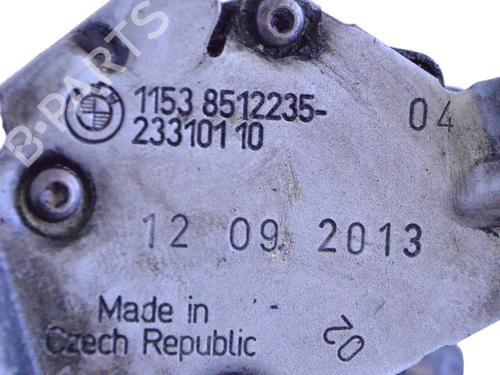 B-PARTS
1153 8512235-
04
23310110
12 09 2013
Made in
Czech Republic
02